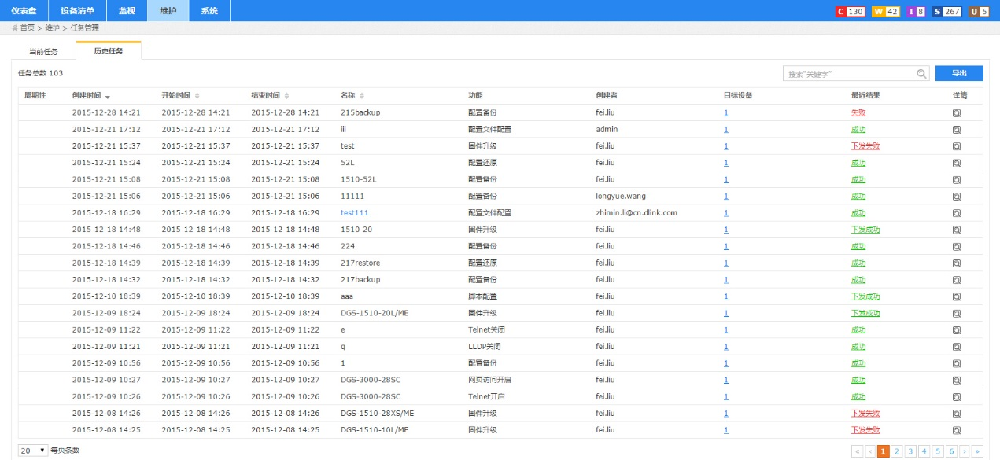 仪表盘 设备清单 监视 维护 系统 C 130 W 42 I 8 S 267 U 5
首页 > 维护 > 任务管理
当前任务 历史任务
任务总数 103 搜索"关键字" 导出
周期性 创建时间 开始时间 结束时间 名称 功能 创建者 目标设备 最近结果 详情
2015-12-28 14:21 2015-12-28 14:21 2015-12-28 14:21 215backup 配置备份 fei.liu 1 失败
2015-12-21 17:12 2015-12-21 17:12 2015-12-21 17:12 iii 配置文件配置 admin 1 成功
2015-12-21 15:37 2015-12-21 15:37 2015-12-21 15:37 test 固件升级 fei.liu 1 下发失败
2015-12-21 15:24 2015-12-21 15:24 2015-12-21 15:24 52L 配置还原 fei.liu 1 成功
2015-12-21 15:08 2015-12-21 15:08 2015-12-21 15:08 1510-52L 配置备份 fei.liu 1 成功
2015-12-21 15:06 2015-12-21 15:06 2015-12-21 15:06 11111 配置备份 longyue.wang 1 成功
2015-12-18 16:29 2015-12-18 16:29 2015-12-18 16:29 test111 配置文件配置 zhimin.li@cn.dlink.com 1 成功
2015-12-18 14:48 2015-12-18 14:48 2015-12-18 14:48 1510-20 固件升级 fei.liu 1 下发成功
2015-12-18 14:46 2015-12-18 14:46 2015-12-18 14:46 224 配置备份 fei.liu 1 成功
2015-12-18 14:39 2015-12-18 14:39 2015-12-18 14:39 217restore 配置还原 fei.liu 1 成功
2015-12-18 14:32 2015-12-18 14:32 2015-12-18 14:32 217backup 配置备份 fei.liu 1 成功
2015-12-10 18:39 2015-12-10 18:39 2015-12-10 18:39 aaa 脚本配置 fei.liu 1 下发成功
2015-12-09 18:24 2015-12-09 18:24 2015-12-09 18:24 DGS-1510-20L/ME 固件升级 fei.liu 1 下发成功
2015-12-09 11:22 2015-12-09 11:22 2015-12-09 11:22 e Telnet关闭 fei.liu 1 成功
2015-12-09 11:21 2015-12-09 11:21 2015-12-09 11:21 q LLDP关闭 fei.liu 1 成功
2015-12-09 10:56 2015-12-09 10:56 2015-12-09 10:56 1 配置备份 fei.liu 1 成功
2015-12-09 10:27 2015-12-09 10:27 2015-12-09 10:27 DGS-3000-28SC 网页访问开启 fei.liu 1 成功
2015-12-09 10:26 2015-12-09 10:26 2015-12-09 10:26 DGS-3000-28SC Telnet开启 fei.liu 1 成功
2015-12-08 14:26 2015-12-08 14:26 2015-12-08 14:26 DGS-1510-28XS/ME 固件升级 fei.liu 1 下发失败
2015-12-08 14:25 2015-12-08 14:25 2015-12-08 14:25 DGS-1510-10L/ME 固件升级 fei.liu 1 下发失败
20 每页条数 « ‹ 1 2 3 4 5 6 › »